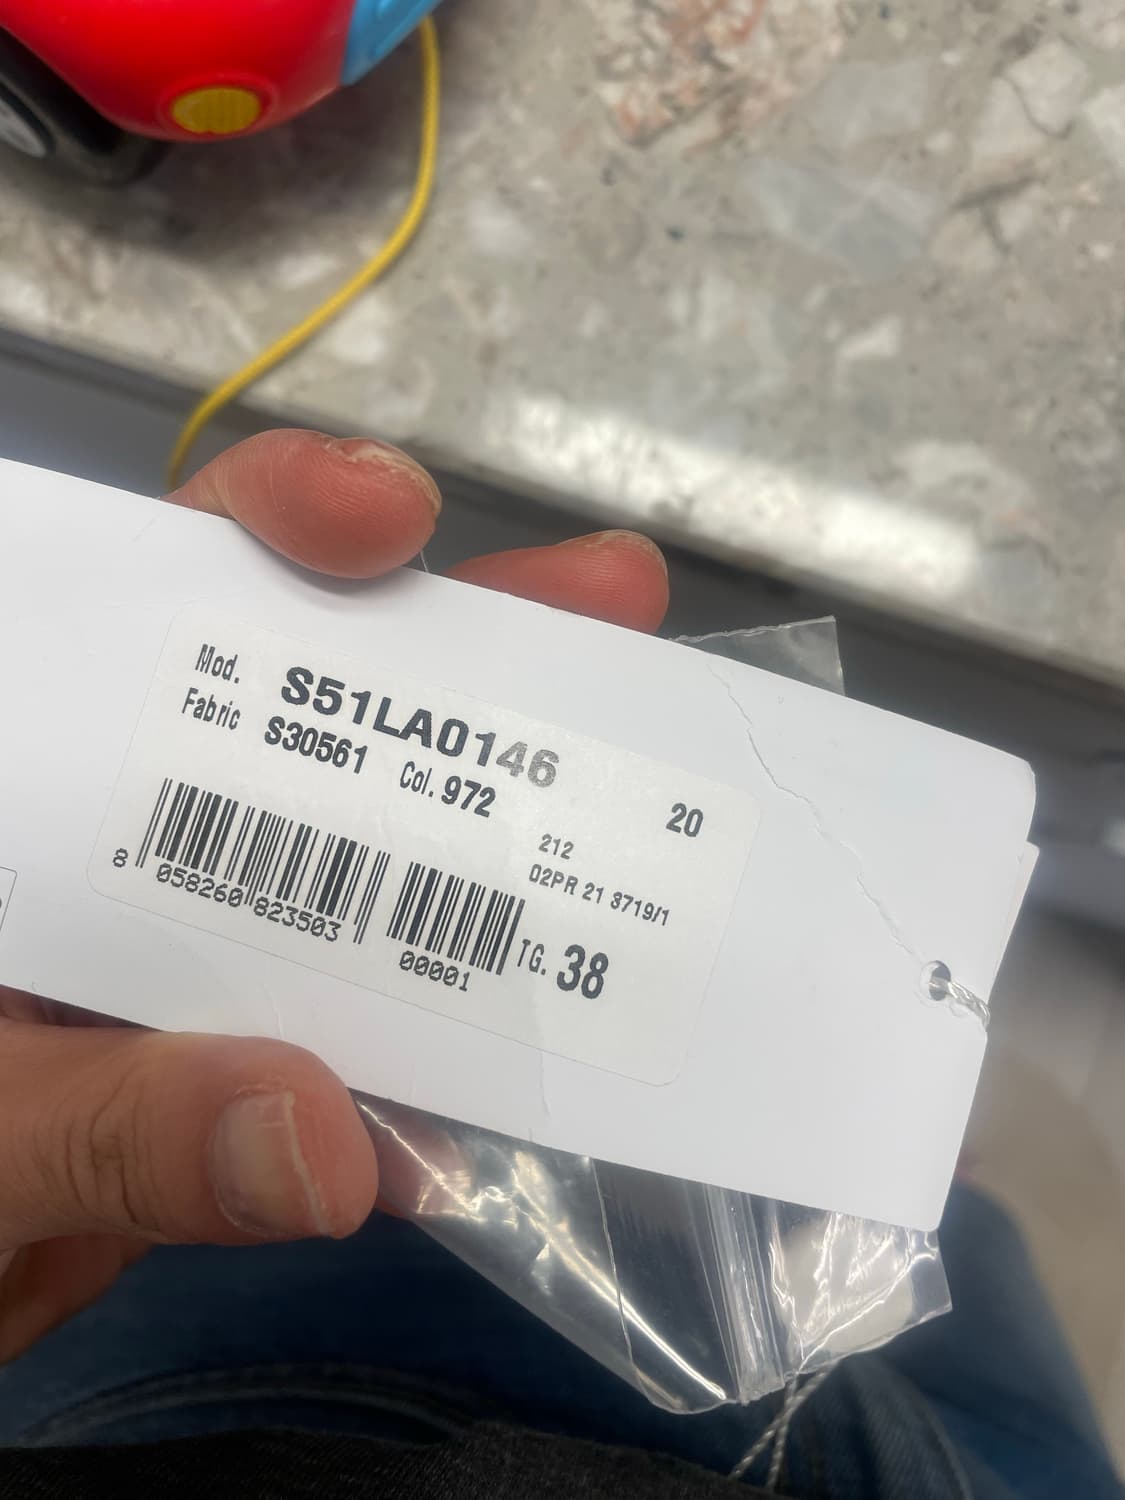 Mod. S51LA0146
Fabric S30561 Col. 972
20
212
02PR 21 3719/1
8 058260 823503
00001
TG. 38